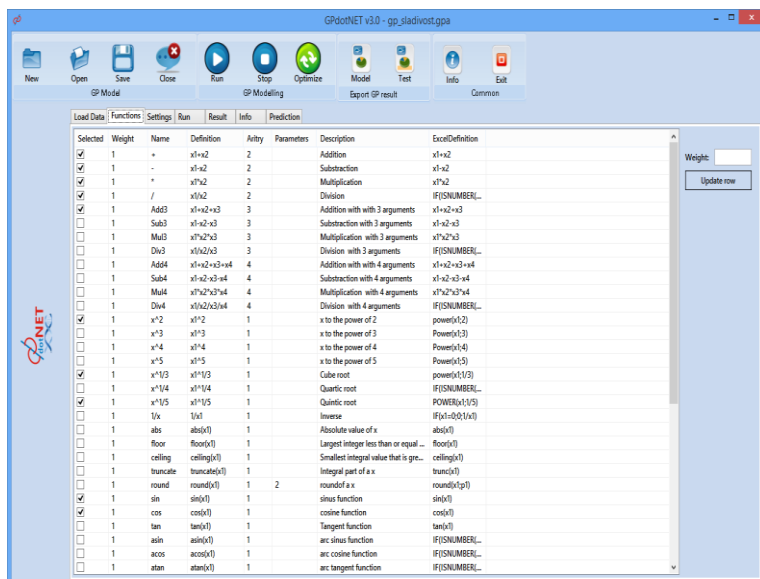 GPdotNET v3.0 - gp_sladivost.gpa
New Open Save Close Run Stop Optimize Model Test Info Exit
GP Model GP Modelling Export GP result Common
Load Data Functions Settings Run Result Info Prediction
Selected Weight Name Definition Aritry Parameters Description ExcelDefinition
1 + x1+x2 2 Addition x1+x2
1 - x1-x2 2 Substraction x1-x2
1 * x1*x2 2 Multiplication x1*x2
1 / x1/x2 2 Division IF(ISNUMBER(...
1 Add3 x1+x2+x3 3 Addition with with 3 arguments x1+x2+x3
1 Sub3 x1-x2-x3 3 Substraction with 3 arguments x1-x2-x3
1 Mul3 x1*x2*x3 3 Multiplication with 3 arguments x1*x2*x3
1 Div3 x1/x2/x3 3 Division with 3 arguments IF(ISNUMBER(...
1 Add4 x1+x2+x3+x4 4 Addition with with 4 arguments x1+x2+x3+x4
1 Sub4 x1-x2-x3-x4 4 Substraction with 4 arguments x1-x2-x3-x4
1 Mul4 x1*x2*x3*x4 4 Multiplication with 4 arguments x1*x2*x3*x4
1 Div4 x1/x2/x3/x4 4 Division with 4 arguments IF(ISNUMBER(...
1 x^2 x1^2 1 x to the power of 2 power(x1;2)
1 x^3 x1^3 1 x to the power of 3 Power(x1;3)
1 x^4 x1^4 1 x to the power of 4 Power(x1;4)
1 x^5 x1^5 1 x to the power of 5 Power(x1;5)
1 x^1/3 x1^1/3 1 Cube root power(x1;1/3)
1 x^1/4 x1^1/4 1 Quartic root IF(ISNUMBER(...
1 x^1/5 x1^1/5 1 Quintic root POWER(x1;1/5)
1 1/x 1/x1 1 Inverse IF(x1=0;0;1/x1)
1 abs abs(x1) 1 Absolute value of x abs(x1)
1 floor floor(x1) 1 Largest integer less than or equal ... floor(x1)
1 ceiling ceiling(x1) 1 Smallest integral value that is gre... ceiling(x1)
1 truncate truncate(x1) 1 Integral part of a x trunc(x1)
1 round round(x1) 1 2 roundof a x round(x1;p1)
1 sin sin(x1) 1 sinus function sin(x1)
1 cos cos(x1) 1 cosine function cos(x1)
1 tan tan(x1) 1 Tangent function tan(x1)
1 asin asin(x1) 1 arc sinus function IF(ISNUMBER(...
1 acos acos(x1) 1 arc cosine function IF(ISNUMBER(...
1 atan atan(x1) 1 arc tangent function IF(ISNUMBER(...
Weight:
Update row
dotNET